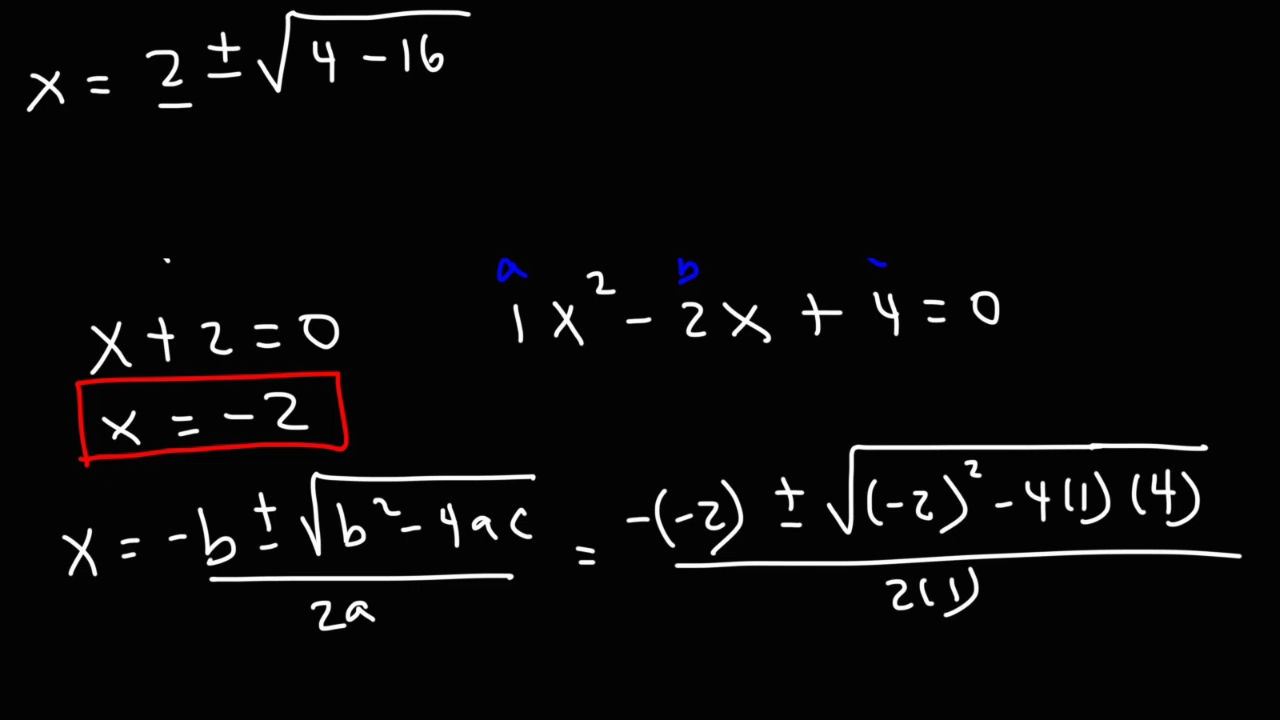 x = 2 ± √(4 - 16)
a b
x + 2 = 0
1x² - 2x + 4 = 0
x = -2
x = -b ± √(b² - 4ac) / 2a = -(-2) ± √((-2)² - 4(1)(4)) / 2(1)